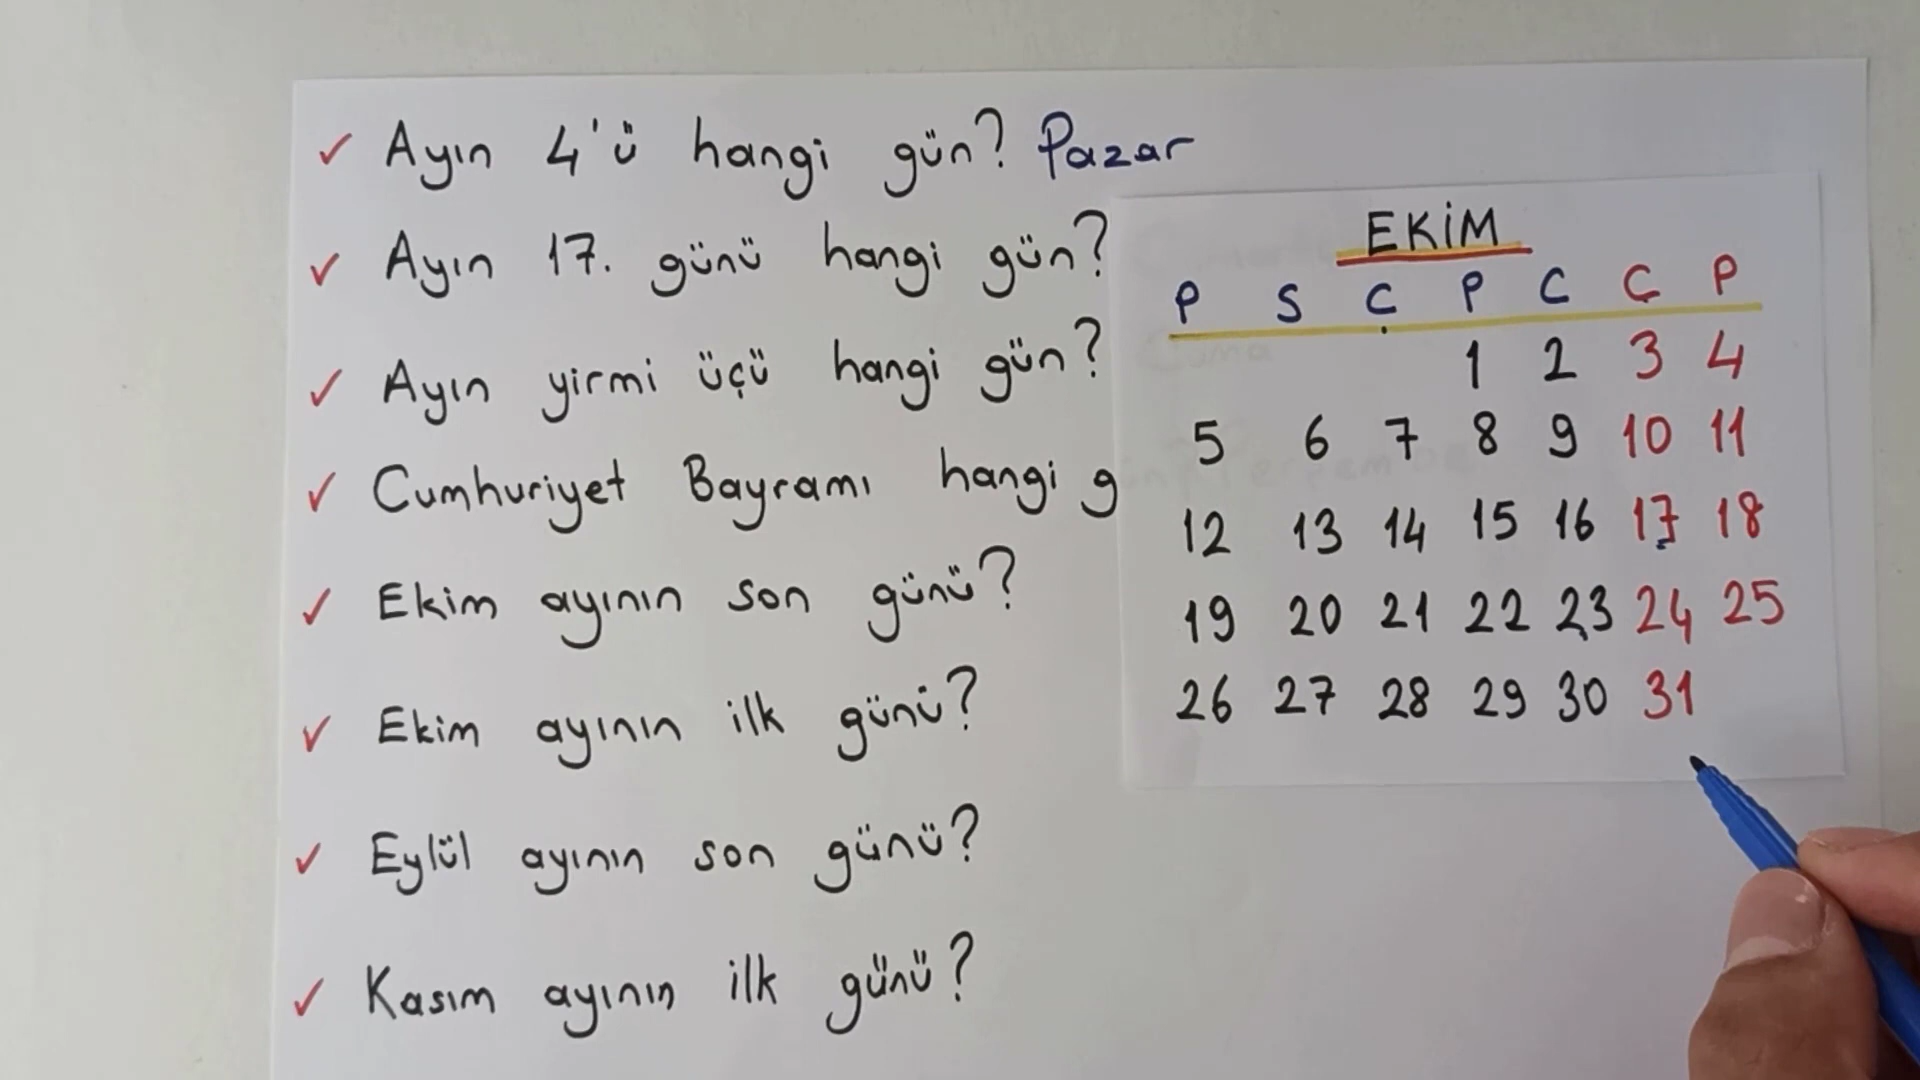 ✓ Ayın 4'ü hangi gün? Pazar
✓ Ayın 17. günü hangi gün?
✓ Ayın yirmi üçü hangi gün?
✓ Cumhuriyet Bayramı hangi g
✓ Ekim ayının son günü?
✓ Ekim ayının ilk günü?
✓ Eylül ayının son günü?
✓ Kasım ayının ilk günü?
EKİM
P S Ç P C Ç P
1 2 3 4
5 6 7 8 9 10 11
12 13 14 15 16 17 18
19 20 21 22 23 24 25
26 27 28 29 30 31